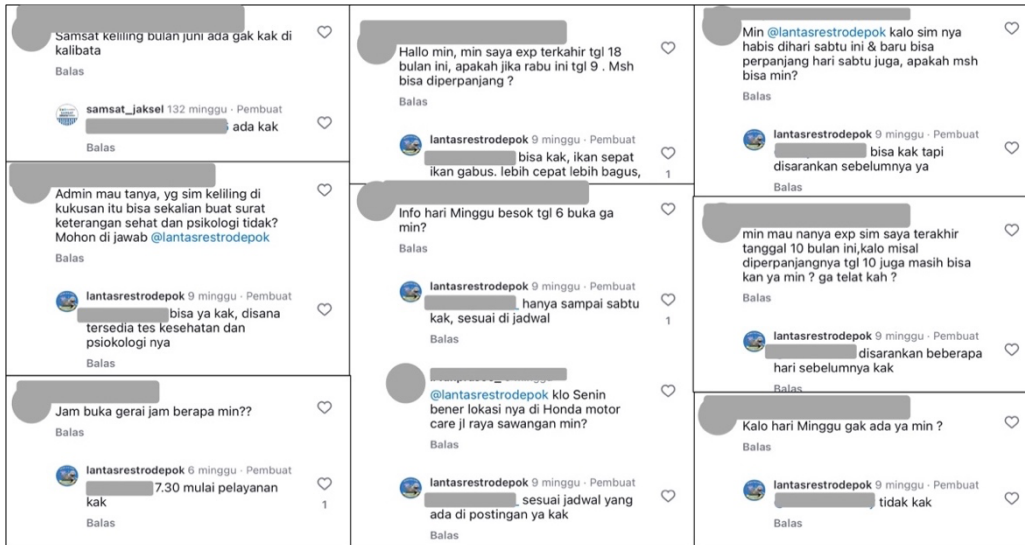 Samsat keliling bulan juni ada gak kak di
kalibata
Balas
samsat_jaksel 132 minggu · Pembuat
ada kak
Balas
Admin mau tanya, yg sim keliling di
kukusan itu bisa sekalian buat surat
keterangan sehat dan psikologi tidak?
Mohon di jawab @lantasrestrodepok
Balas
lantasrestrodepok 9 minggu · Pembuat
bisa ya kak, disana
tersedia tes kesehatan dan
psiokologi nya
Balas
Jam buka gerai jam berapa min??
Balas
lantasrestrodepok 6 minggu · Pembuat
7.30 mulai pelayanan
kak
1
Balas
Hallo min, min saya exp terkahir tgl 18
bulan ini, apakah jika rabu ini tgl 9 . Msh
bisa diperpanjang ?
Balas
lantasrestrodepok 9 minggu · Pembuat
bisa kak, ikan sepat
ikan gabus. lebih cepat lebih bagus,
1
Info hari Minggu besok tgl 6 buka ga
min?
Balas
lantasrestrodepok 9 minggu · Pembuat
hanya sampai sabtu
kak, sesuai di jadwal
1
Balas
@lantasrestrodepok klo Senin
bener lokasi nya di Honda motor
care jl raya sawangan min?
Balas
lantasrestrodepok 9 minggu · Pembuat
sesuai jadwal yang
ada di postingan ya kak
Balas
Min @lantasrestrodepok kalo sim nya
habis dihari sabtu ini & baru bisa
perpanjang hari sabtu juga, apakah msh
bisa min?
Balas
lantasrestrodepok 9 minggu · Pembuat
bisa kak tapi
disarankan sebelumnya ya
Balas
min mau nanya exp sim saya terakhir
tanggal 10 bulan ini,kalo misal
diperpanjangnya tgl 10 juga masih bisa
kan ya min ? ga telat kah ?
Balas
lantasrestrodepok 9 minggu · Pembuat
disarankan beberapa
hari sebelumnya kak
Balas
Kalo hari Minggu gak ada ya min ?
Balas
lantasrestrodepok 9 minggu · Pembuat
tidak kak
Balas